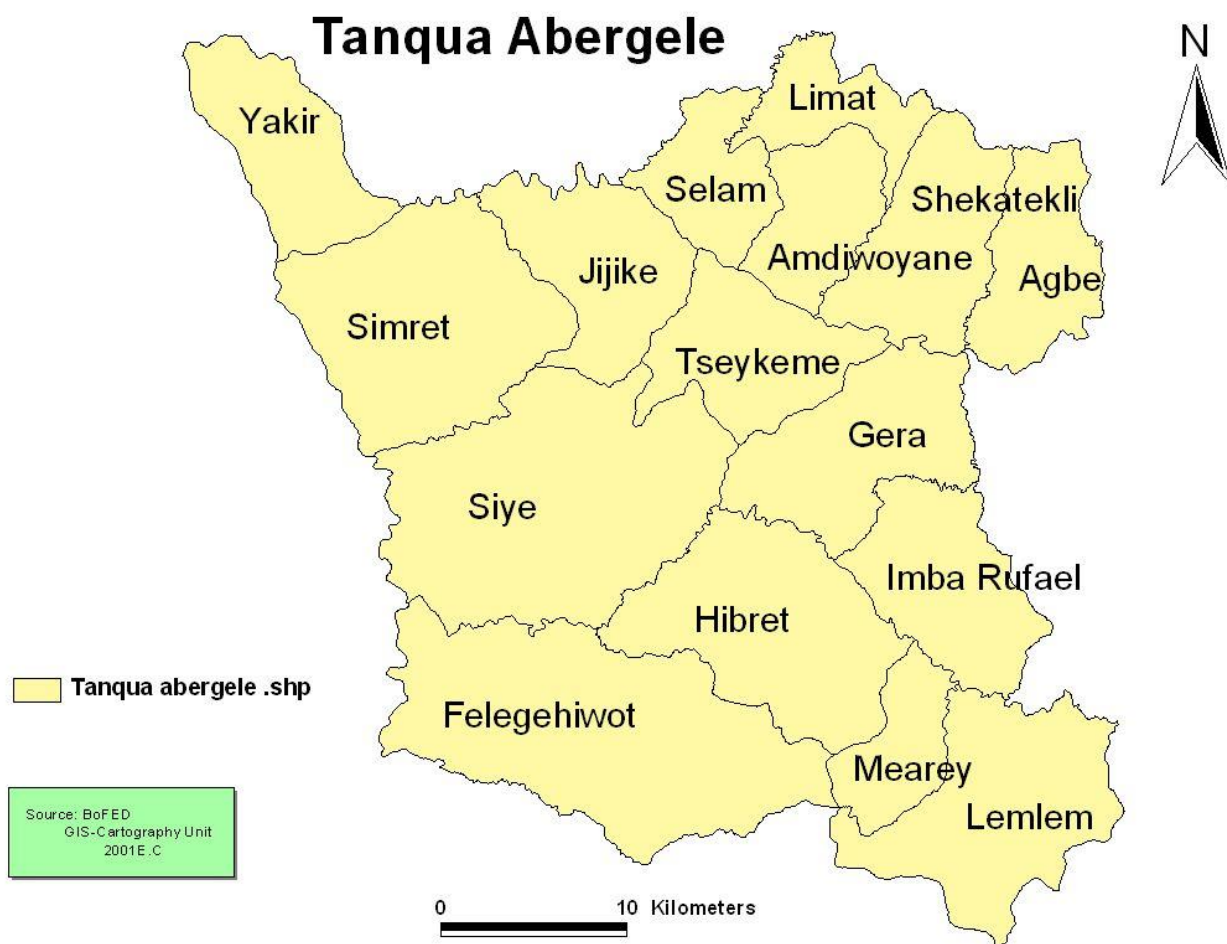 Tanqua Abergele
N
Limat
Yakir
Selam
Shekatekli
Amdiwoyane
Jijike
Agbe
Simret
Tseykeme
Gera
Siye
Imba Rufael
Hibret
Tanqua abergele .shp
Felegehiwot
Mearey
Lemlem
Source: BoFED
GIS-Cartography Unit
2001E.C
0 10 Kilometers